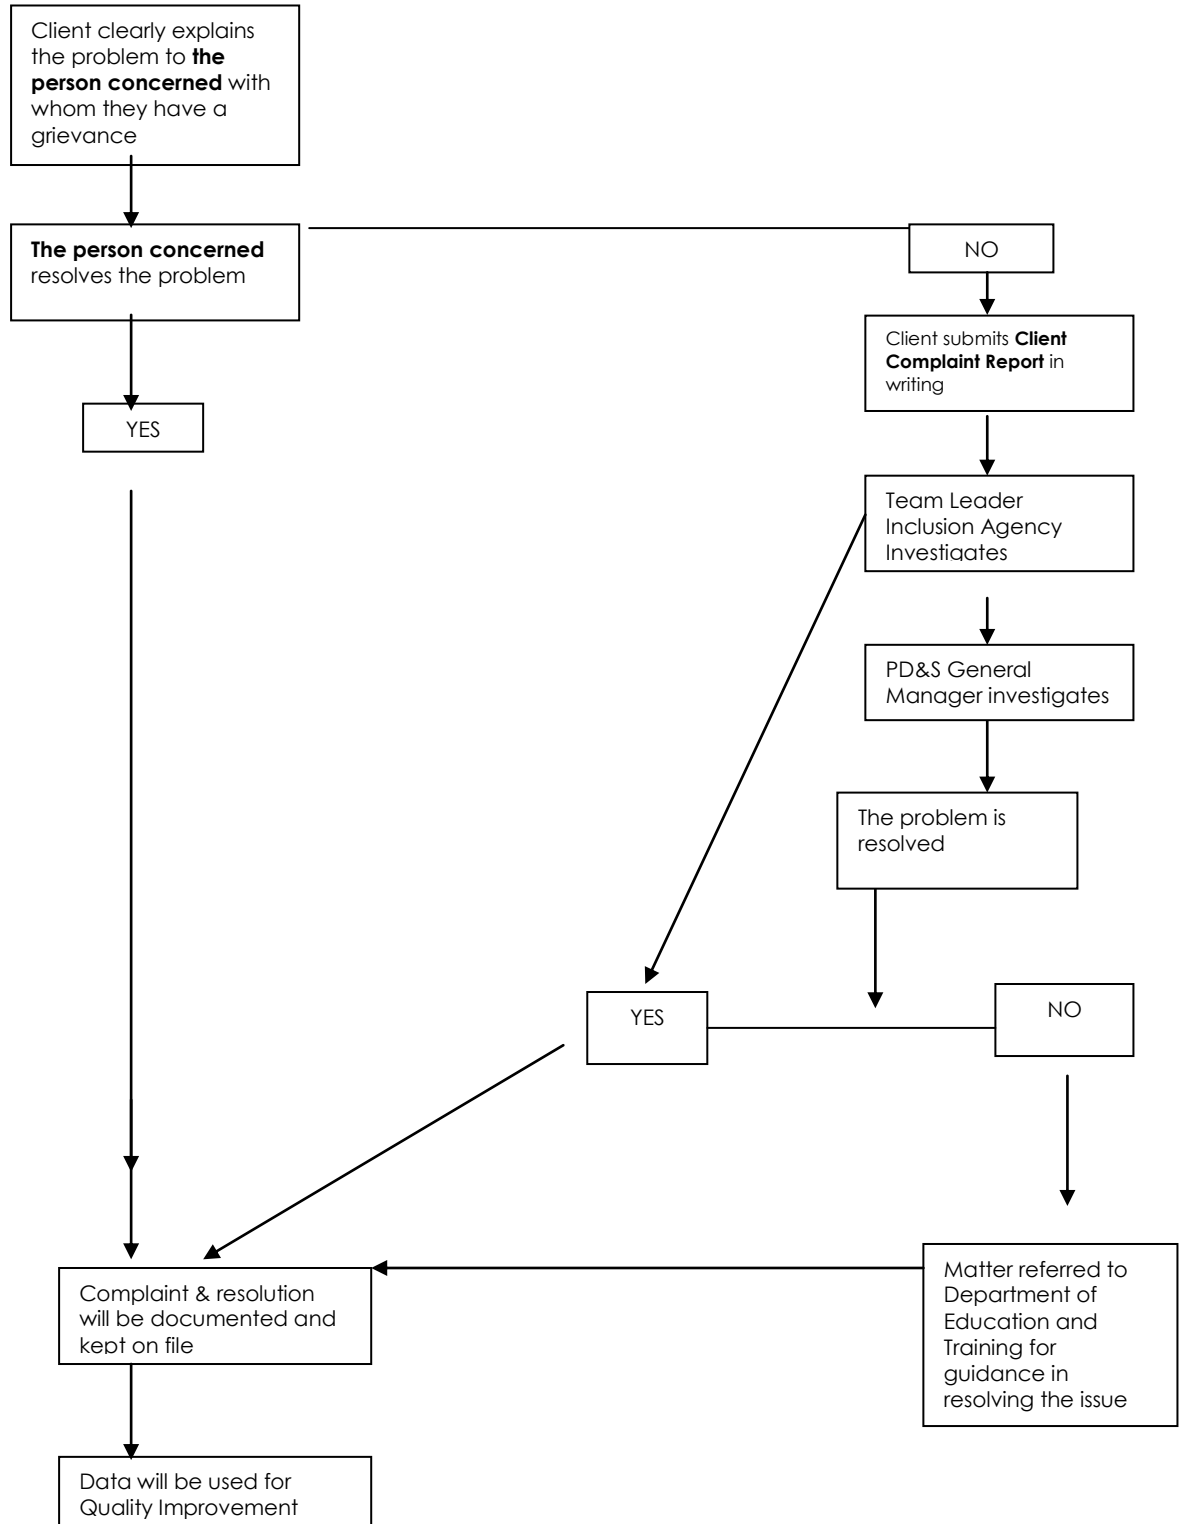 Client clearly explains
the problem to the
person concerned with
whom they have a
grievance
The person concerned
resolves the problem
NO
Client submits Client
Complaint Report in
writing
YES
Team Leader
Inclusion Agency
Investigates
PD&S General
Manager investigates
The problem is
resolved
YES
NO
Complaint & resolution
will be documented and
kept on file
Matter referred to
Department of
Education and
Training for
guidance in
resolving the issue
Data will be used for
Quality Improvement